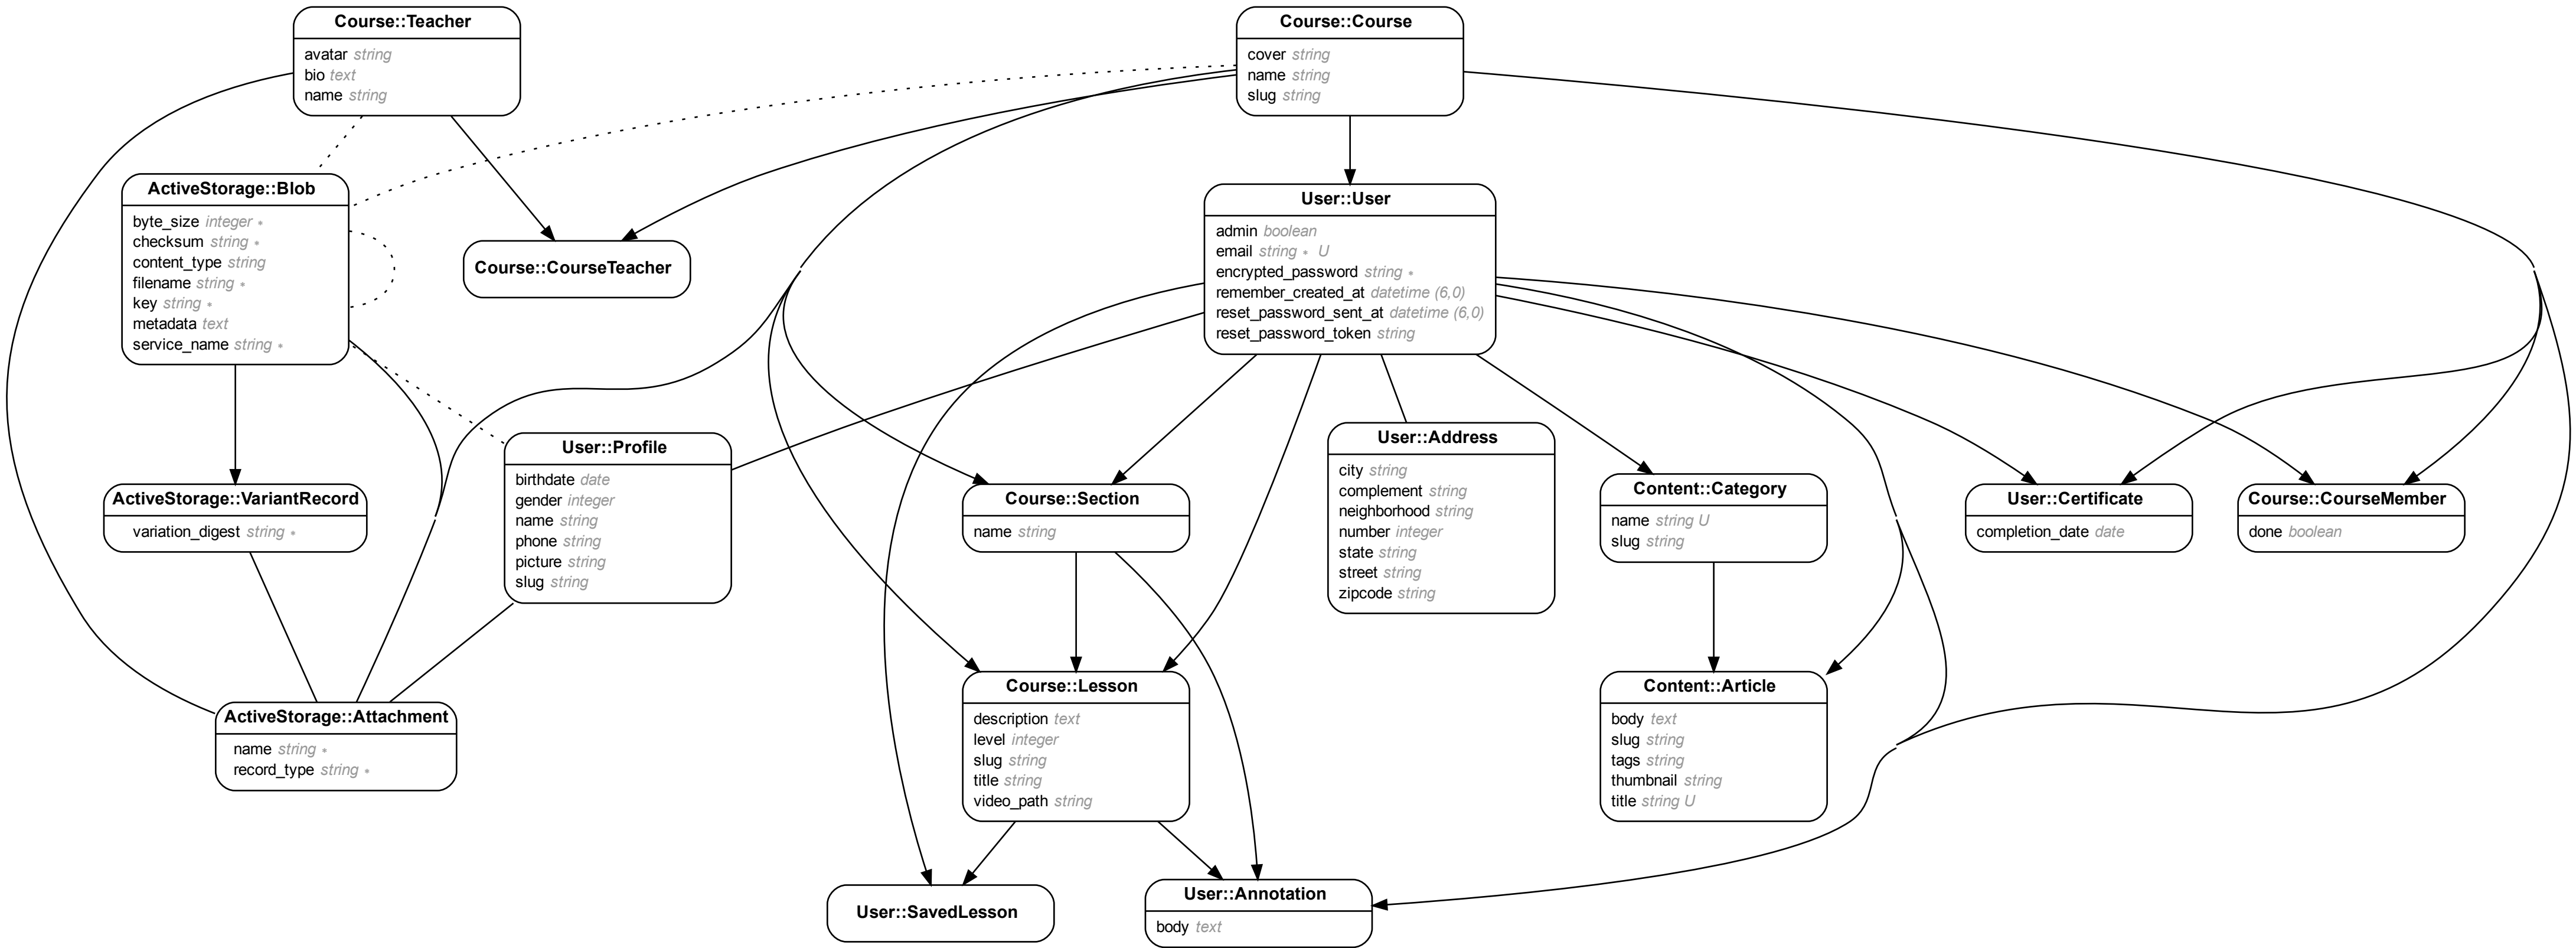 Course::Teacher
avatar string
bio text
name string
Course::Course
cover string
name string
slug string
ActiveStorage::Blob
byte_size integer ∗
checksum string ∗
content_type string
filename string ∗
key string ∗
metadata text
service_name string ∗
Course::CourseTeacher
User::User
admin boolean
email string ∗ U
encrypted_password string ∗
remember_created_at datetime (6,0)
reset_password_sent_at datetime (6,0)
reset_password_token string
ActiveStorage::VariantRecord
variation_digest string ∗
User::Profile
birthdate date
gender integer
name string
phone string
picture string
slug string
Course::Section
name string
User::Address
city string
complement string
neighborhood string
number integer
state string
street string
zipcode string
Content::Category
name string U
slug string
User::Certificate
completion_date date
Course::CourseMember
done boolean
ActiveStorage::Attachment
name string ∗
record_type string ∗
Course::Lesson
description text
level integer
slug string
title string
video_path string
Content::Article
body text
slug string
tags string
thumbnail string
title string U
User::SavedLesson
User::Annotation
body text